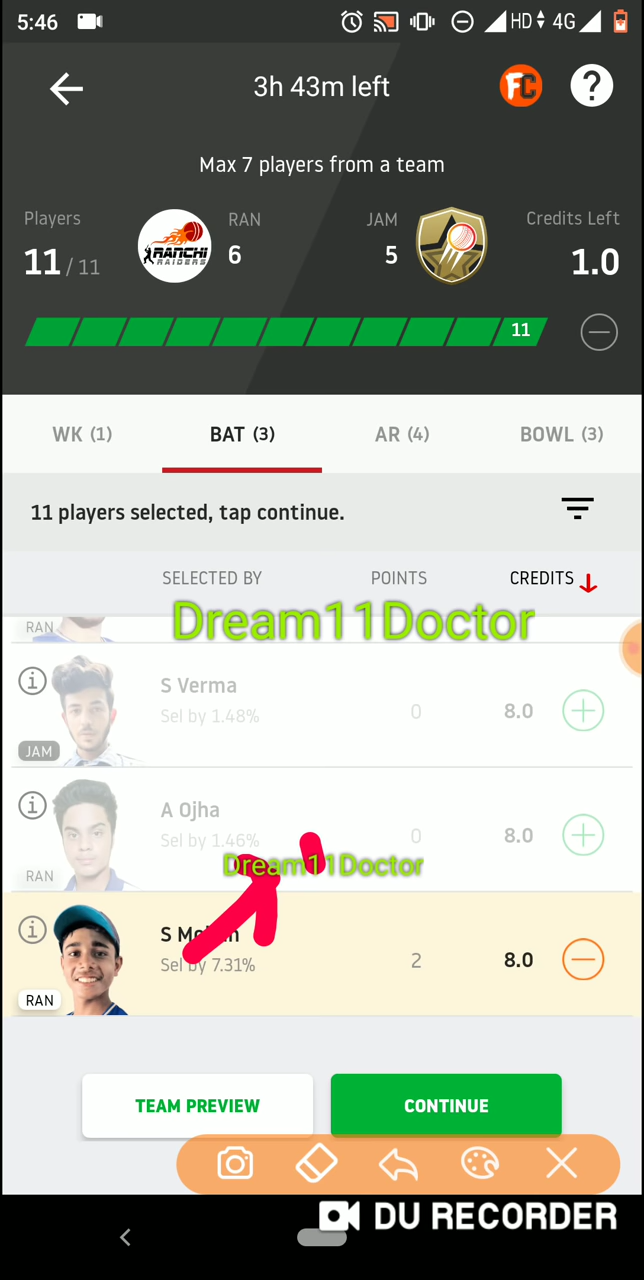 5:46 HD 4G
3h 43m left FC ?
Max 7 players from a team
Players RAN JAM Credits Left
11 / 11 RANCHI RAIDERS 6 5 1.0
11
WK (1) BAT (3) AR (4) BOWL (3)
11 players selected, tap continue.
SELECTED BY POINTS CREDITS
Dream11Doctor
RAN
S Verma
Sel by 1.48% 0 8.0
JAM
A Ojha
Sel by 1.46% 0 8.0
Dream11Doctor
RAN
S
Sel by 7.31% 2 8.0
RAN
TEAM PREVIEW CONTINUE
DU RECORDER